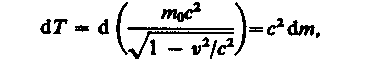 dT = d ( m₀c² / √(1 − v²/c²) ) = c² dm,